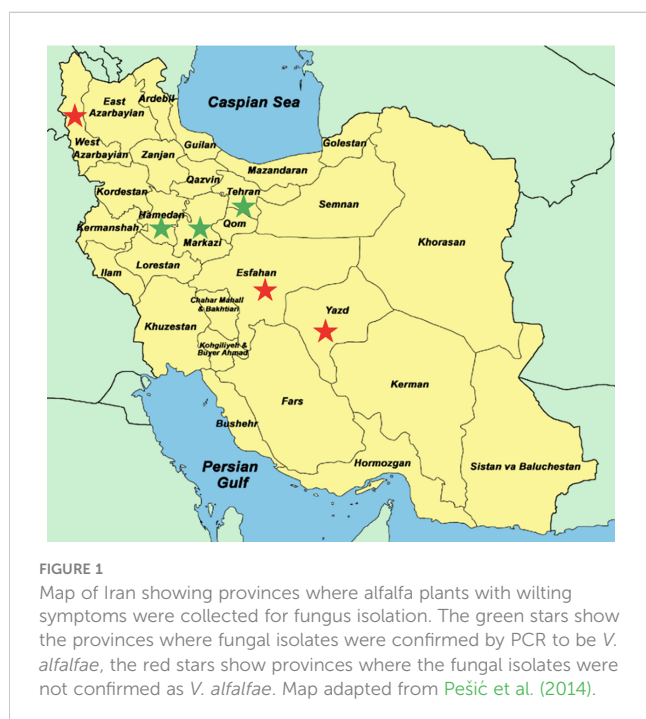 Caspian Sea
East
Azarbayian
Ardebil
West
Azarbayian
Zanjan
Guilan
Golestan
Qazvin
Mazandaran
Kordestan
Tehran
Semnan
Hamedan
Kermanshah
Qom
Markazi
Khorasan
Lorestan
Ilam
Esfahan
Chahar Mahall
& Bakhtiari
Yazd
Khuzestan
Kohgiliyeh &
Buyer Ahmad
Kerman
Fars
Bushehr
Persian
Gulf
Hormozgan
Sistan va Baluchestan
FIGURE 1
Map of Iran showing provinces where alfalfa plants with wilting
symptoms were collected for fungus isolation. The green stars show
the provinces where fungal isolates were confirmed by PCR to be V.
alfalfae, the red stars show provinces where the fungal isolates were
not confirmed as V. alfalfae. Map adapted from Pešić et al. (2014).